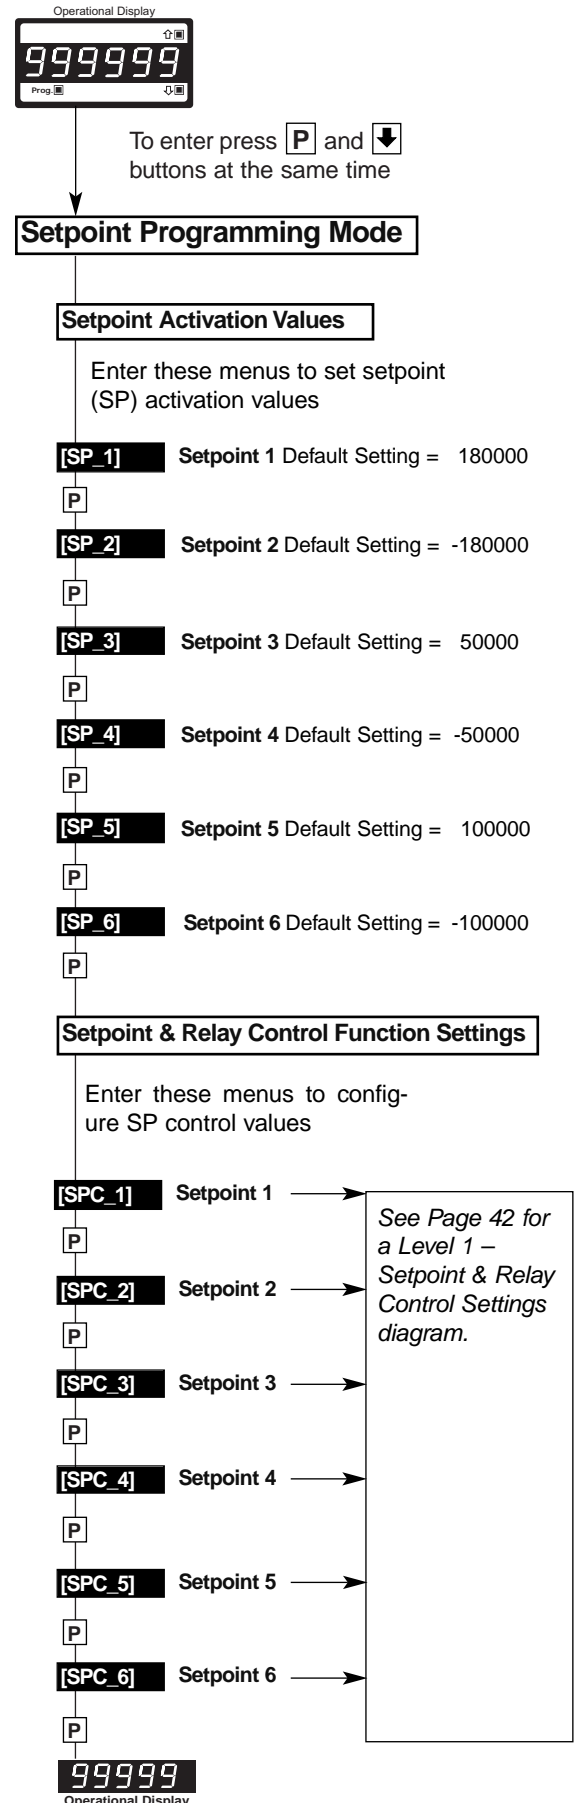 Operational Display
999999
Prog.
To enter press P and
buttons at the same time
Setpoint Programming Mode
Setpoint Activation Values
Enter these menus to set setpoint
(SP) activation values
[SP_1] Setpoint 1 Default Setting = 180000
P
[SP_2] Setpoint 2 Default Setting = -180000
P
[SP_3] Setpoint 3 Default Setting = 50000
P
[SP_4] Setpoint 4 Default Setting = -50000
P
[SP_5] Setpoint 5 Default Setting = 100000
P
[SP_6] Setpoint 6 Default Setting = -100000
P
Setpoint & Relay Control Function Settings
Enter these menus to config-
ure SP control values
[SPC_1] Setpoint 1
See Page 42 for
a Level 1 –
Setpoint & Relay
Control Settings
diagram.
P
[SPC_2] Setpoint 2
P
[SPC_3] Setpoint 3
P
[SPC_4] Setpoint 4
P
[SPC_5] Setpoint 5
P
[SPC_6] Setpoint 6
P
99999
Operational Display